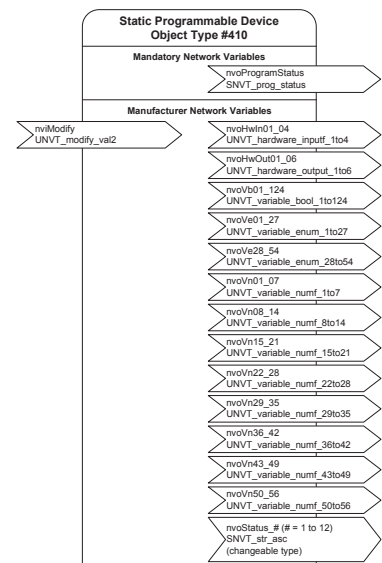 Static Programmable Device
Object Type #410
Mandatory Network Variables
nvoProgramStatus
SNVT_prog_status
Manufacturer Network Variables
nviModify
UNVT_modify_val2
nvoHwIn01_04
UNVT_hardware_inputf_1to4
nvoHwOut01_06
UNVT_hardware_output_1to6
nvoVb01_124
UNVT_variable_bool_1to124
nvoVe01_27
UNVT_variable_enum_1to27
nvoVe28_54
UNVT_variable_enum_28to54
nvoVn01_07
UNVT_variable_numf_1to7
nvoVn08_14
UNVT_variable_numf_8to14
nvoVn15_21
UNVT_variable_numf_15to21
nvoVn22_28
UNVT_variable_numf_22to28
nvoVn29_35
UNVT_variable_numf_29to35
nvoVn36_42
UNVT_variable_numf_36to42
nvoVn43_49
UNVT_variable_numf_43to49
nvoVn50_56
UNVT_variable_numf_50to56
nvoStatus_# (# = 1 to 12)
SNVT_str_asc
(changeable type)